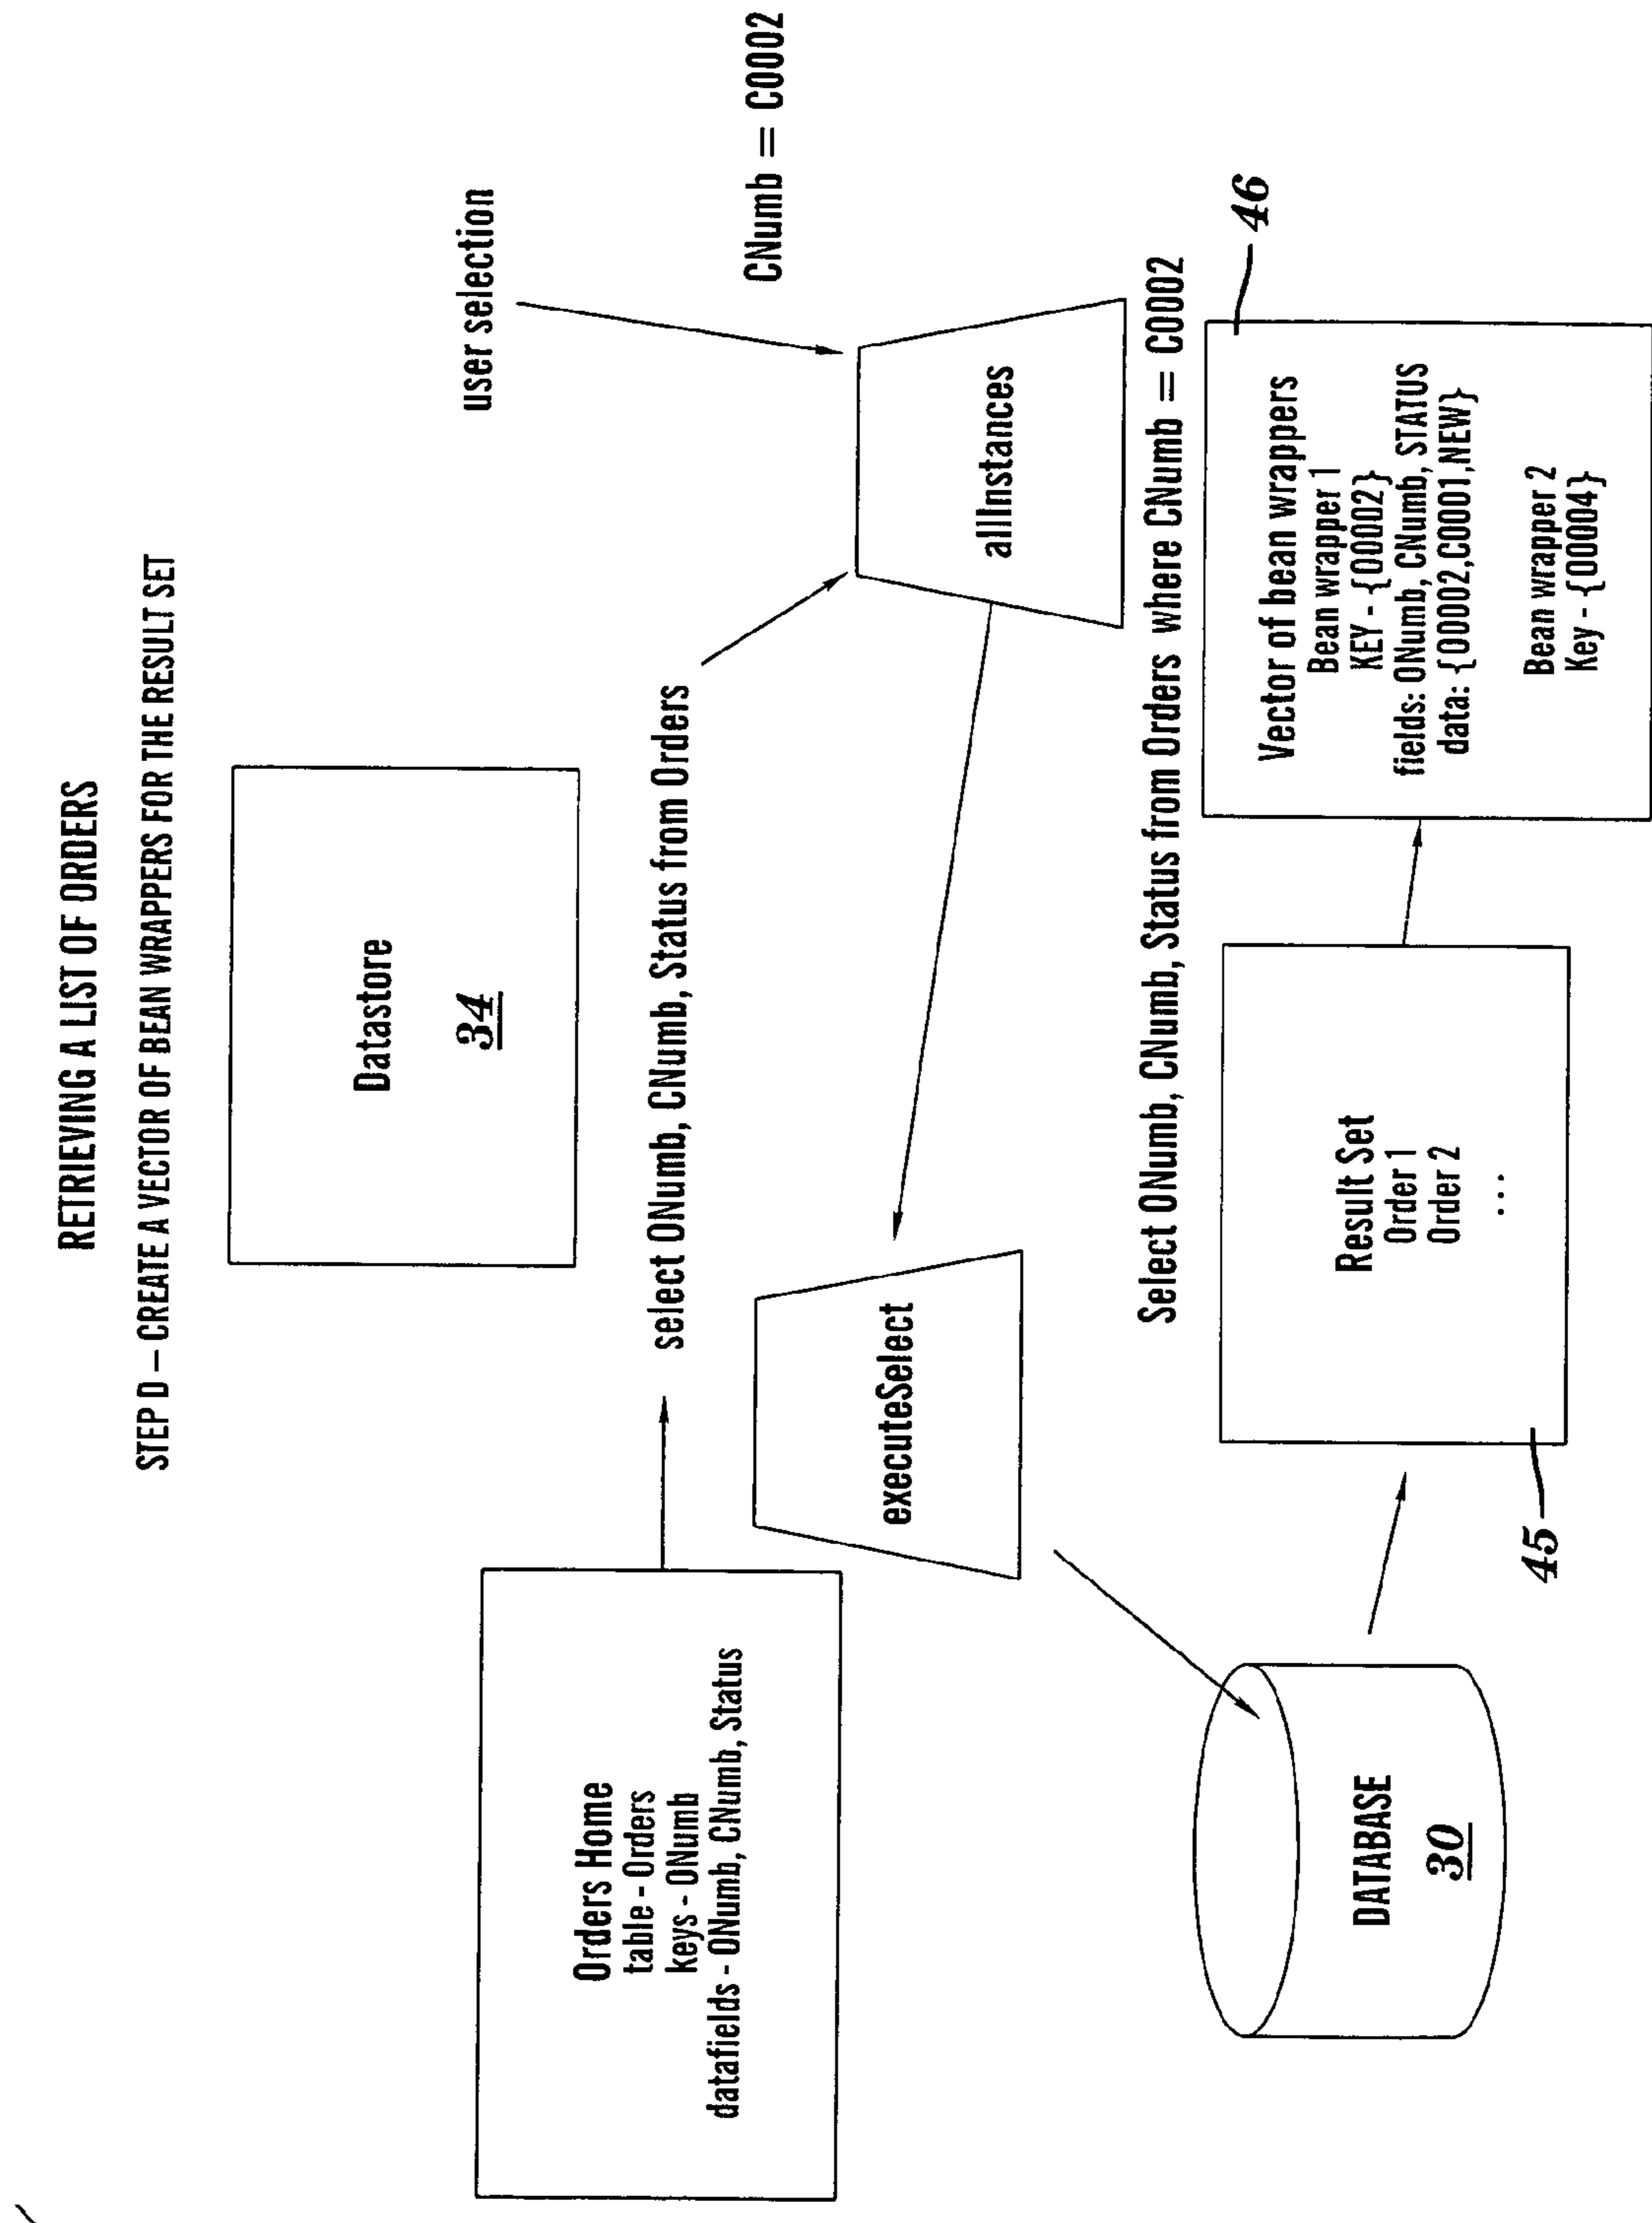 RETRIEVING A LIST OF ORDERS
STEP D – CREATE A VECTOR OF BEAN WRAPPERS FOR THE RESULT SET
Datastore
34
user selection
Orders Home
table - Orders
keys - ONumb
datafields - ONumb, CNumb, Status
select ONumb, CNumb, Status from Orders
CNumb = C0002
executeSelect
allInstances
Select ONumb, CNumb, Status from Orders where CNumb = C0002
DATABASE
30
Result Set
Order 1
Order 2
...
45
Vector of bean wrappers
Bean wrapper 1
KEY - {00002}
fields: ONumb, CNumb, STATUS
data: {00002,C0001,NEW}
Bean wrapper 2
Key - {00004}
46